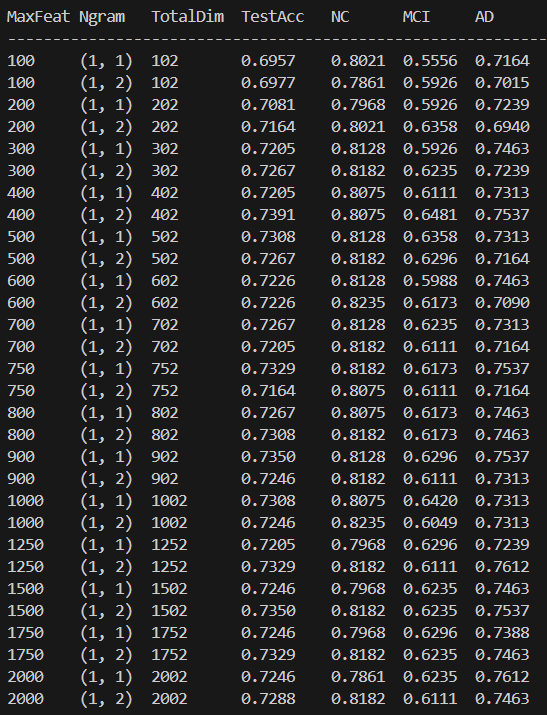 MaxFeat Ngram TotalDim TestAcc NC MCI AD
--------------------------------------------------------------------
100 (1, 1) 102 0.6957 0.8021 0.5556 0.7164
100 (1, 2) 102 0.6977 0.7861 0.5926 0.7015
200 (1, 1) 202 0.7081 0.7968 0.5926 0.7239
200 (1, 2) 202 0.7164 0.8021 0.6358 0.6940
300 (1, 1) 302 0.7205 0.8128 0.5926 0.7463
300 (1, 2) 302 0.7267 0.8182 0.6235 0.7239
400 (1, 1) 402 0.7205 0.8075 0.6111 0.7313
400 (1, 2) 402 0.7391 0.8075 0.6481 0.7537
500 (1, 1) 502 0.7308 0.8128 0.6358 0.7313
500 (1, 2) 502 0.7267 0.8182 0.6296 0.7164
600 (1, 1) 602 0.7226 0.8128 0.5988 0.7463
600 (1, 2) 602 0.7226 0.8235 0.6173 0.7090
700 (1, 1) 702 0.7267 0.8128 0.6235 0.7313
700 (1, 2) 702 0.7205 0.8182 0.6111 0.7164
750 (1, 1) 752 0.7329 0.8182 0.6173 0.7537
750 (1, 2) 752 0.7164 0.8075 0.6111 0.7164
800 (1, 1) 802 0.7267 0.8075 0.6173 0.7463
800 (1, 2) 802 0.7308 0.8182 0.6173 0.7463
900 (1, 1) 902 0.7350 0.8128 0.6296 0.7537
900 (1, 2) 902 0.7246 0.8182 0.6111 0.7313
1000 (1, 1) 1002 0.7308 0.8075 0.6420 0.7313
1000 (1, 2) 1002 0.7246 0.8235 0.6049 0.7313
1250 (1, 1) 1252 0.7205 0.7968 0.6296 0.7239
1250 (1, 2) 1252 0.7329 0.8182 0.6111 0.7612
1500 (1, 1) 1502 0.7246 0.7968 0.6235 0.7463
1500 (1, 2) 1502 0.7350 0.8182 0.6235 0.7537
1750 (1, 1) 1752 0.7246 0.7968 0.6296 0.7388
1750 (1, 2) 1752 0.7329 0.8182 0.6235 0.7463
2000 (1, 1) 2002 0.7246 0.7861 0.6235 0.7612
2000 (1, 2) 2002 0.7288 0.8182 0.6111 0.7463